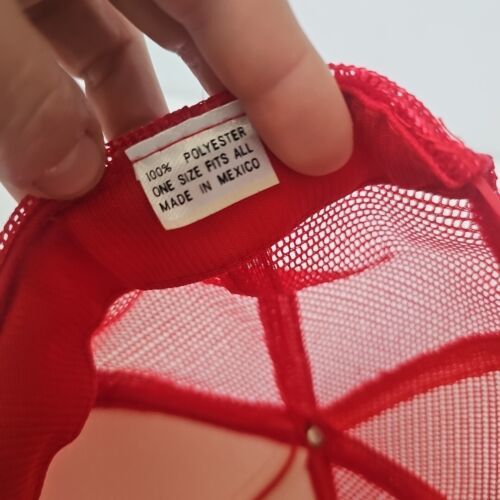 100% POLYESTER
ONE SIZE FITS ALL
MADE IN MEXICO